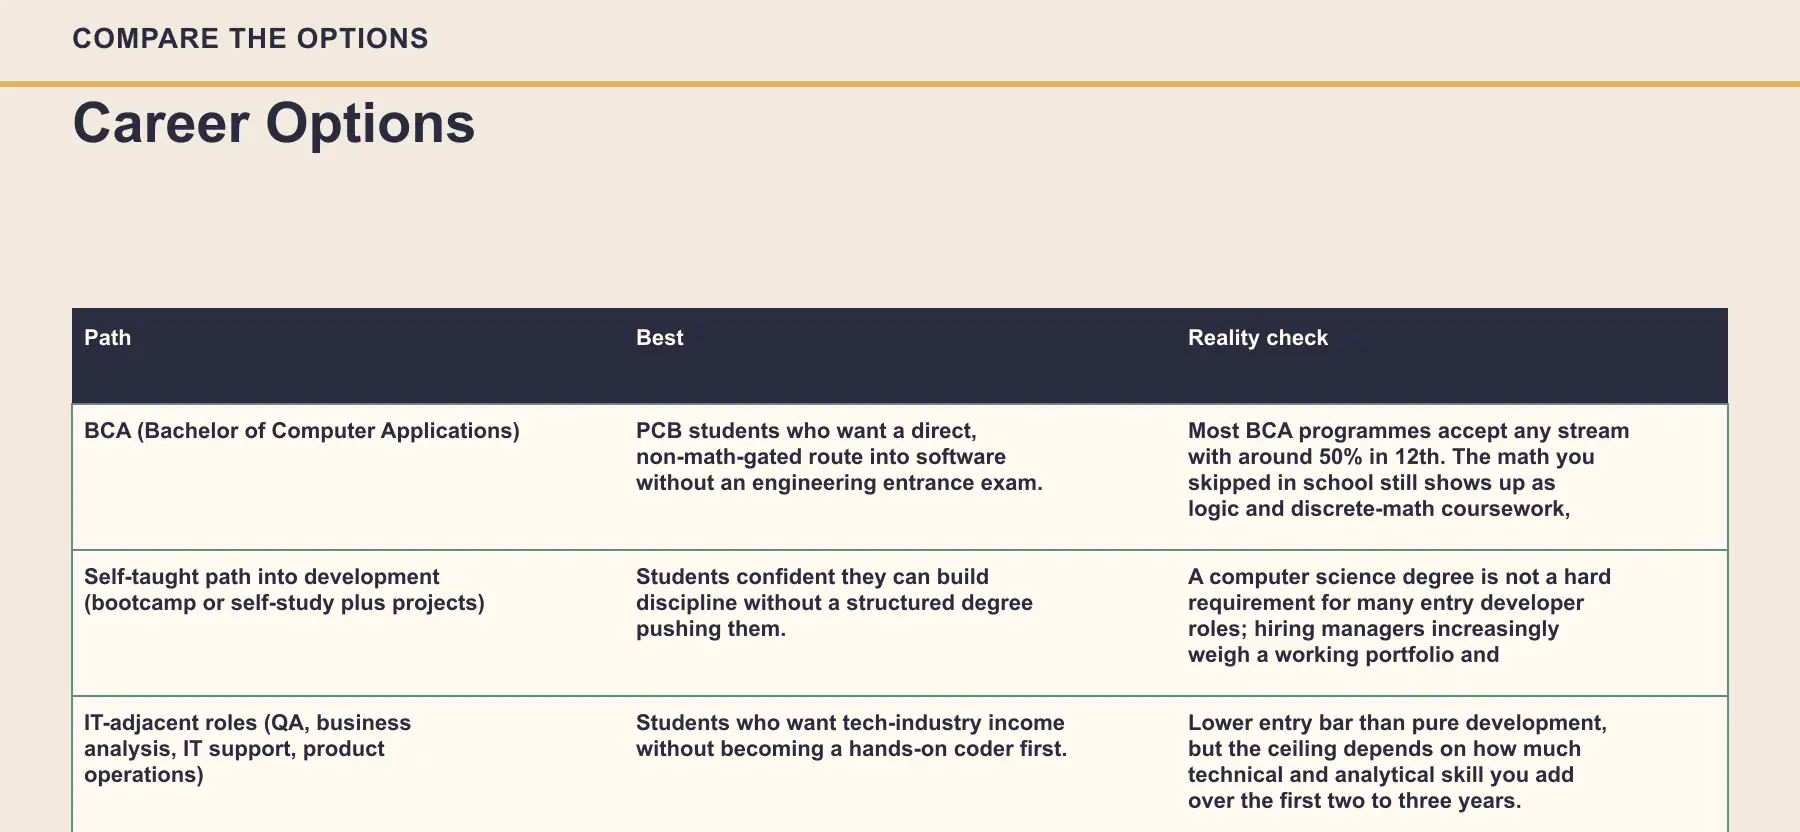 COMPARE THE OPTIONS
Career Options
Path
Best
Reality check
BCA (Bachelor of Computer Applications)
PCB students who want a direct,
non-math-gated route into software
without an engineering entrance exam.
Most BCA programmes accept any stream
with around 50% in 12th. The math you
skipped in school still shows up as
logic and discrete-math coursework,
Self-taught path into development
(bootcamp or self-study plus projects)
Students confident they can build
discipline without a structured degree
pushing them.
A computer science degree is not a hard
requirement for many entry developer
roles; hiring managers increasingly
weigh a working portfolio and
IT-adjacent roles (QA, business
analysis, IT support, product
operations)
Students who want tech-industry income
without becoming a hands-on coder first.
Lower entry bar than pure development,
but the ceiling depends on how much
technical and analytical skill you add
over the first two to three years.